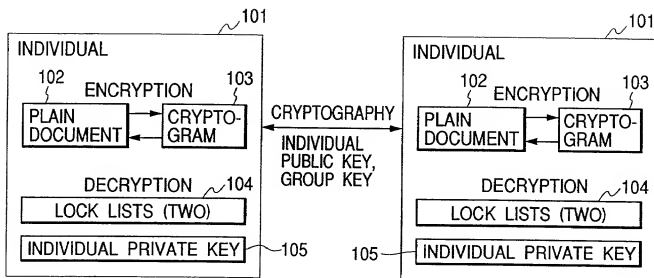 101
INDIVIDUAL
102
ENCRYPTION
103
PLAIN
DOCUMENT
CRYPTO-
GRAM
DECRYPTION
104
LOCK LISTS (TWO)
INDIVIDUAL PRIVATE KEY
105
CRYPTOGRAPHY
INDIVIDUAL
PUBLIC KEY,
GROUP KEY
101
INDIVIDUAL
102
ENCRYPTION
103
PLAIN
DOCUMENT
CRYPTO-
GRAM
DECRYPTION
104
LOCK LISTS (TWO)
105
INDIVIDUAL PRIVATE KEY